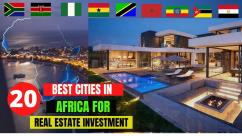 20
BEST CITIES IN
AFRICA FOR
REAL ESTATE INVESTMENT